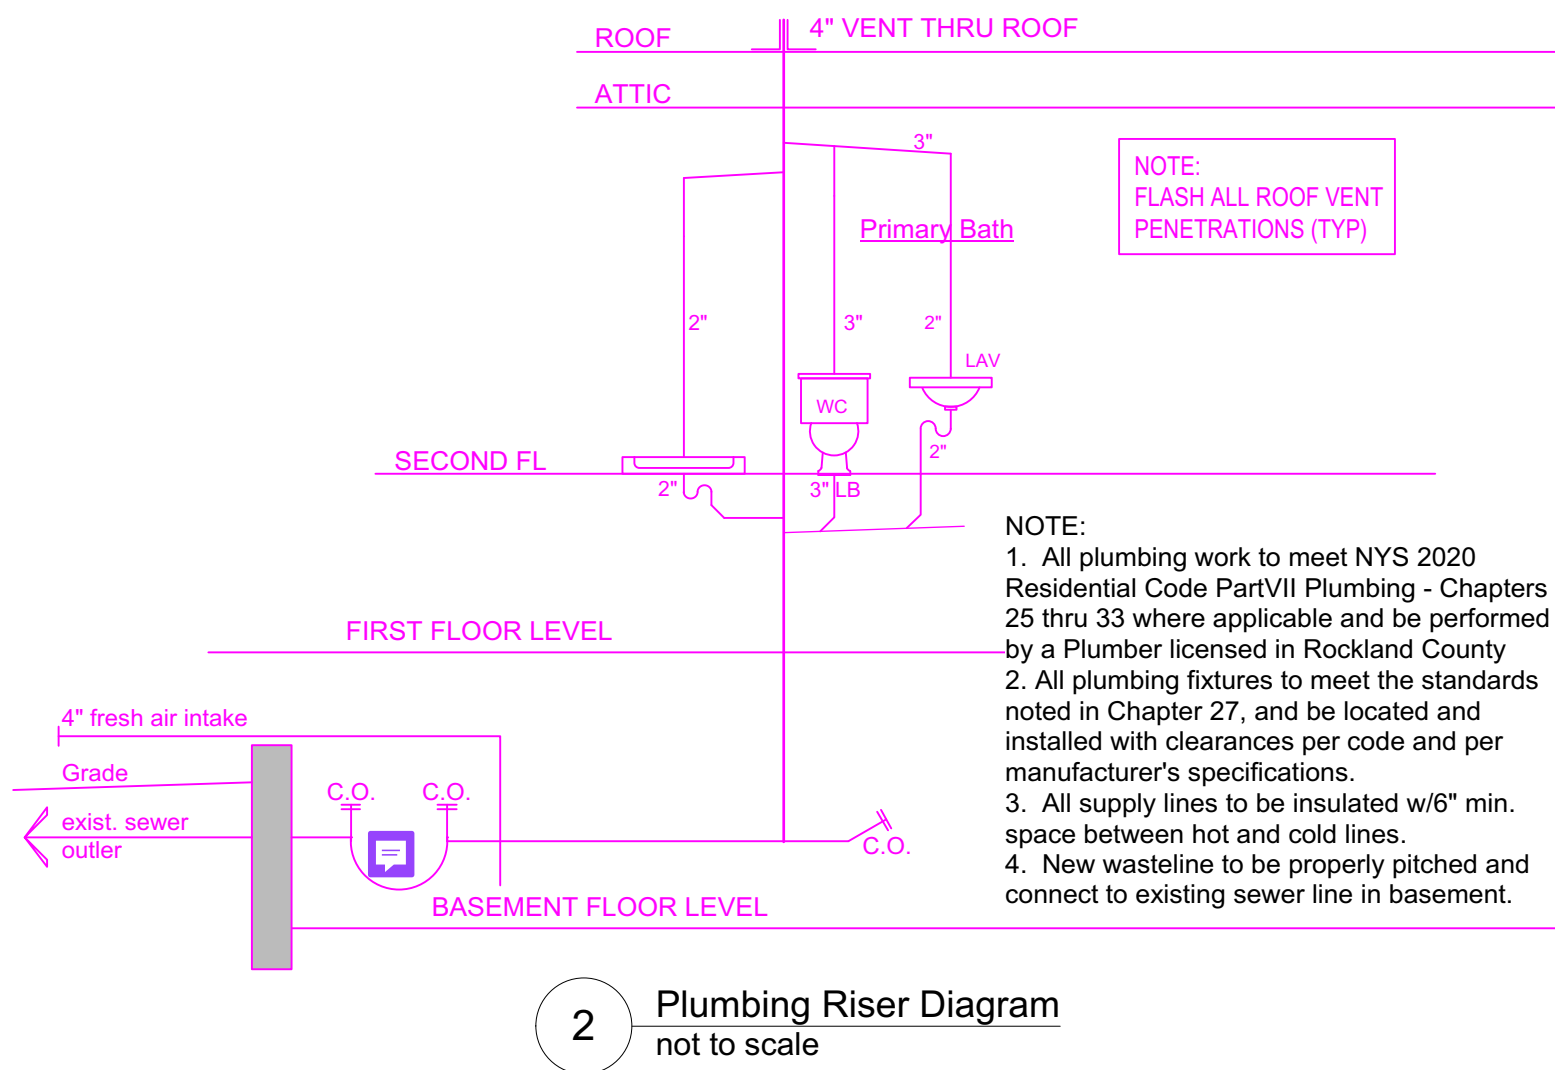 4" VENT THRU ROOF
ROOF
ATTIC
3"
NOTE:
FLASH ALL ROOF VENT
PENETRATIONS (TYP)
Primary Bath
2"
3"
2"
LAV
WC
2"
SECOND FL
2"
3" LB
NOTE:
1. All plumbing work to meet NYS 2020
Residential Code PartVII Plumbing - Chapters
25 thru 33 where applicable and be performed
by a Plumber licensed in Rockland County
2. All plumbing fixtures to meet the standards
noted in Chapter 27, and be located and
installed with clearances per code and per
manufacturer's specifications.
3. All supply lines to be insulated w/6" min.
space between hot and cold lines.
4. New wasteline to be properly pitched and
connect to existing sewer line in basement.
FIRST FLOOR LEVEL
4" fresh air intake
Grade
C.O.
C.O.
exist. sewer
outler
C.O.
BASEMENT FLOOR LEVEL
2
Plumbing Riser Diagram
not to scale